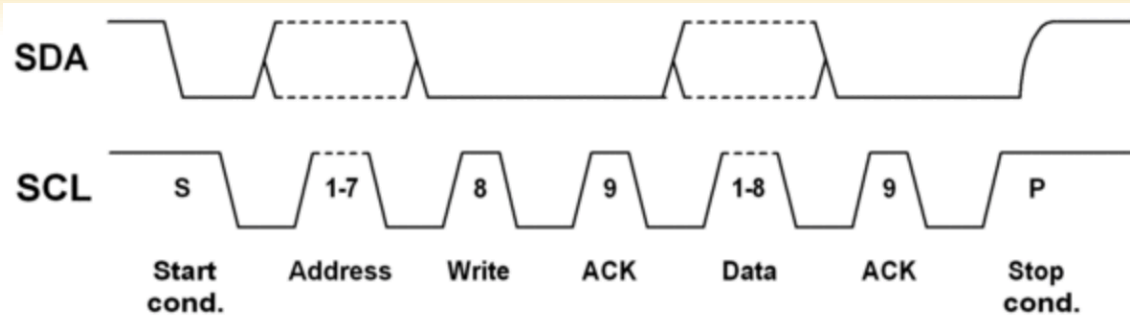 SDA
SCL
S 1-7 8 9 1-8 9 P
Start Address Write ACK Data ACK Stop
cond. cond.